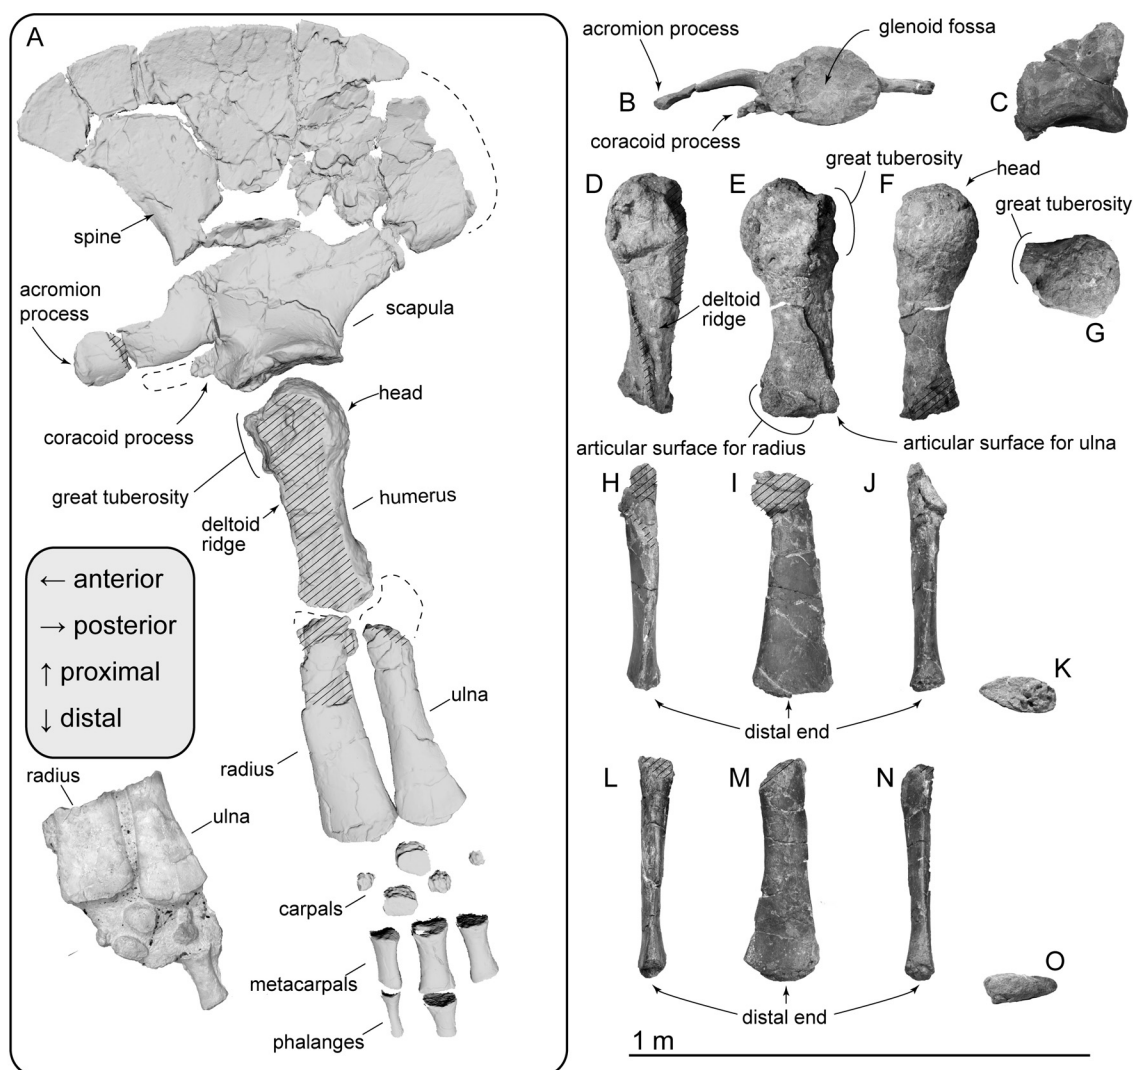 A
spine
acromion
process
scapula
coracoid process
head
great tuberosity
humerus
deltoid
ridge
← anterior
→ posterior
↑ proximal
↓ distal
ulna
radius
radius
ulna
carpals
metacarpals
phalanges
acromion process
glenoid fossa
B
coracoid process
C
great tuberosity
D
E
F
head
great tuberosity
deltoid
ridge
G
articular surface for radius
articular surface for ulna
H
I
J
K
distal end
L
M
N
O
distal end
1 m